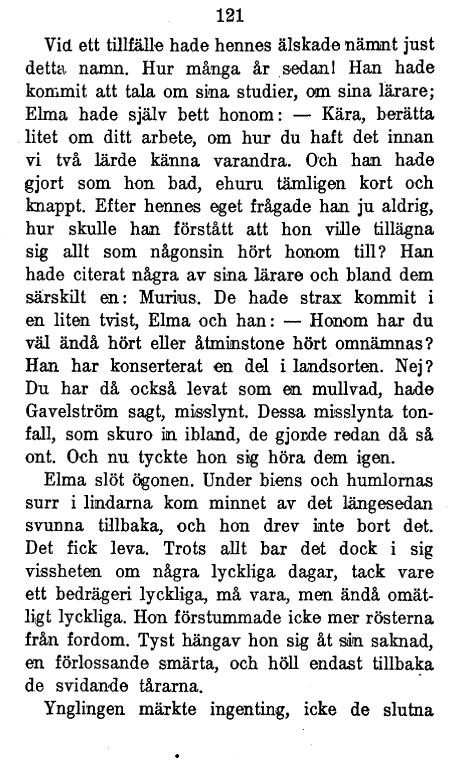 121
Vid ett tillfälle hade hennes älskade nämnt just
detta namn. Hur många år sedan! Han hade
kommit att tala om sina studier, om sina lärare;
Elma hade själv bett honom: — Kära, berätta
litet om ditt arbete, om hur du haft det innan
vi två lärde känna varandra. Och han hade
gjort som hon bad, ehuru tämligen kort och
knappt. Efter hennes eget frågade han ju aldrig,
hur skulle han förstått att hon ville tillägna
sig allt som någonsin hört honom till? Han
hade citerat några av sina lärare och bland dem
särskilt en: Murius. De hade strax kommit i
en liten tvist, Elma och han: — Honom har du
väl ändå hört eller åtminstone hört omnämnas?
Han har konserterat en del i landsorten. Nej?
Du har då också levat som en mullvad, hade
Gavelström sagt, misslynt. Dessa misslynta ton-
fall, som skuro in ibland, de gjorde redan då så
ont. Och nu tyckte hon sig höra dem igen.
Elma slöt ögonen. Under biens och humlornas
surr i lindarna kom minnet av det längesedan
svunna tillbaka, och hon drev inte bort det.
Det fick leva. Trots allt bar det dock i sig
vissheten om några lyckliga dagar, tack vare
ett bedrägeri lyckliga, må vara, men ändå omät-
ligt lyckliga. Hon förstummade icke mer rösterna
från fordom. Tyst hängav hon sig åt sin saknad,
en förlossande smärta, och höll endast tillbaka
de svidande tårarna.
Ynglingen märkte ingenting, icke de slutna